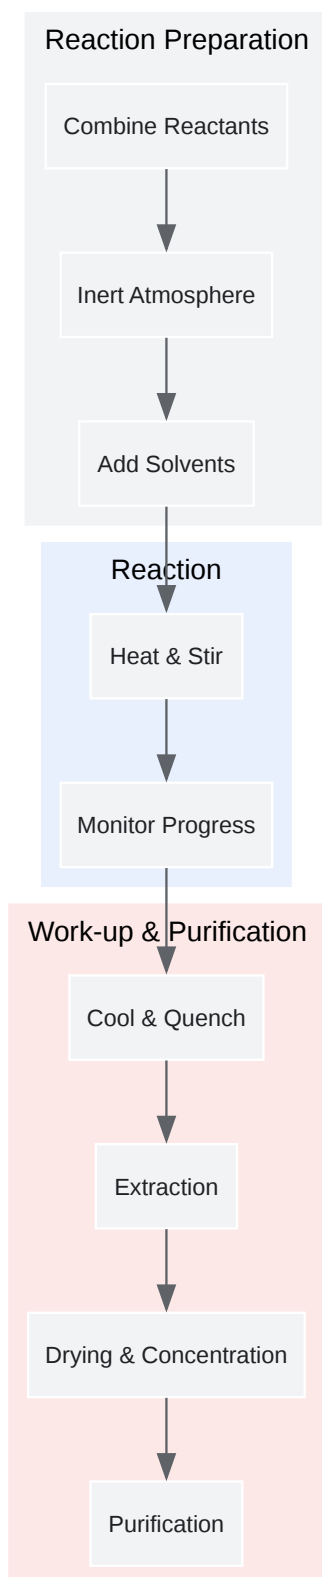 Reaction Preparation
Combine Reactants
Inert Atmosphere
Add Solvents
Reaction
Heat & Stir
Monitor Progress
Work-up & Purification
Cool & Quench
Extraction
Drying & Concentration
Purification